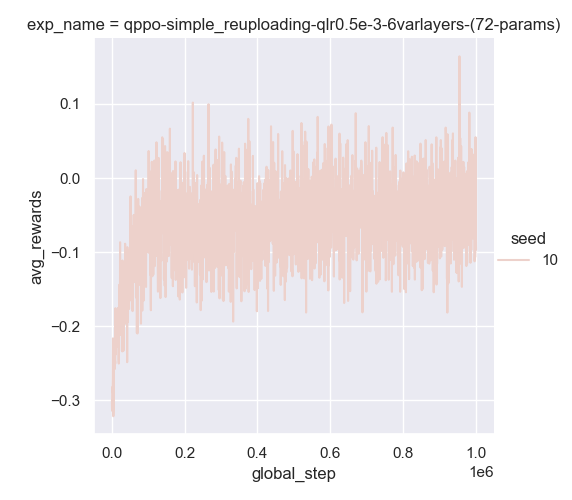 exp_name = qppo-simple_reuploading-qlr0.5e-3-6varlayers-(72-params)
0.1
0.0
−0.1
−0.2
−0.3
avg_rewards
0.0 0.2 0.4 0.6 0.8 1.0
1e6
global_step
seed
10